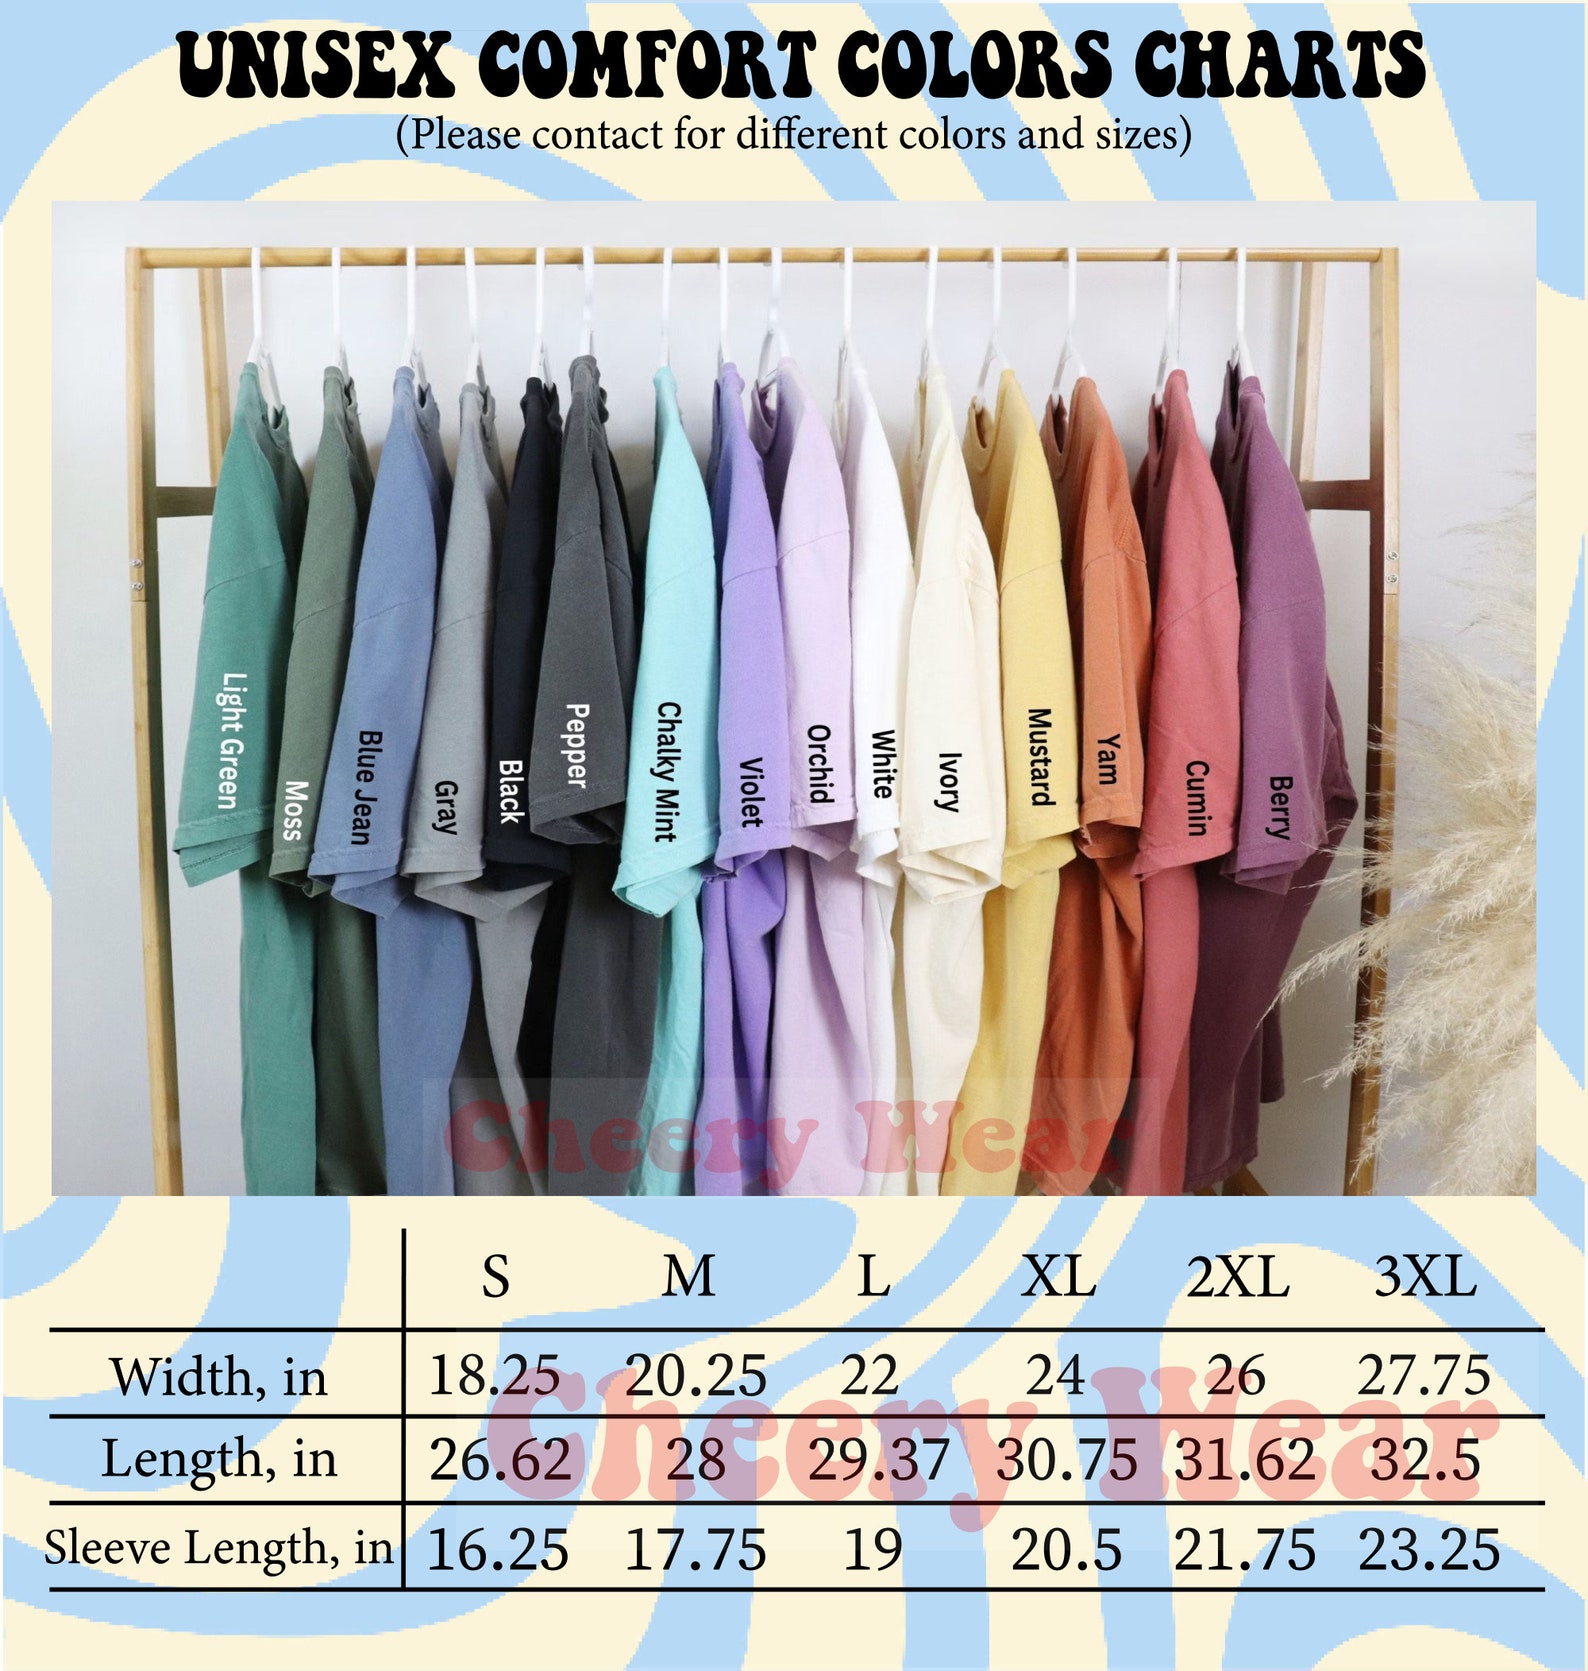 UNISEX COMFORT COLORS CHARTS
(Please contact for different colors and sizes)
Light Green
Moss
Blue Jean
Gray
Black
Pepper
Chalky Mint
Violet
Orchid
White
Ivory
Mustard
Yam
Cumin
Berry
Cheery Wear
S M L XL 2XL 3XL
Width, in 18.25 20.25 22 24 26 27.75
Cheery Wear
Length, in 26.62 28 29.37 30.75 31.62 32.5
Sleeve Length, in 16.25 17.75 19 20.5 21.75 23.25